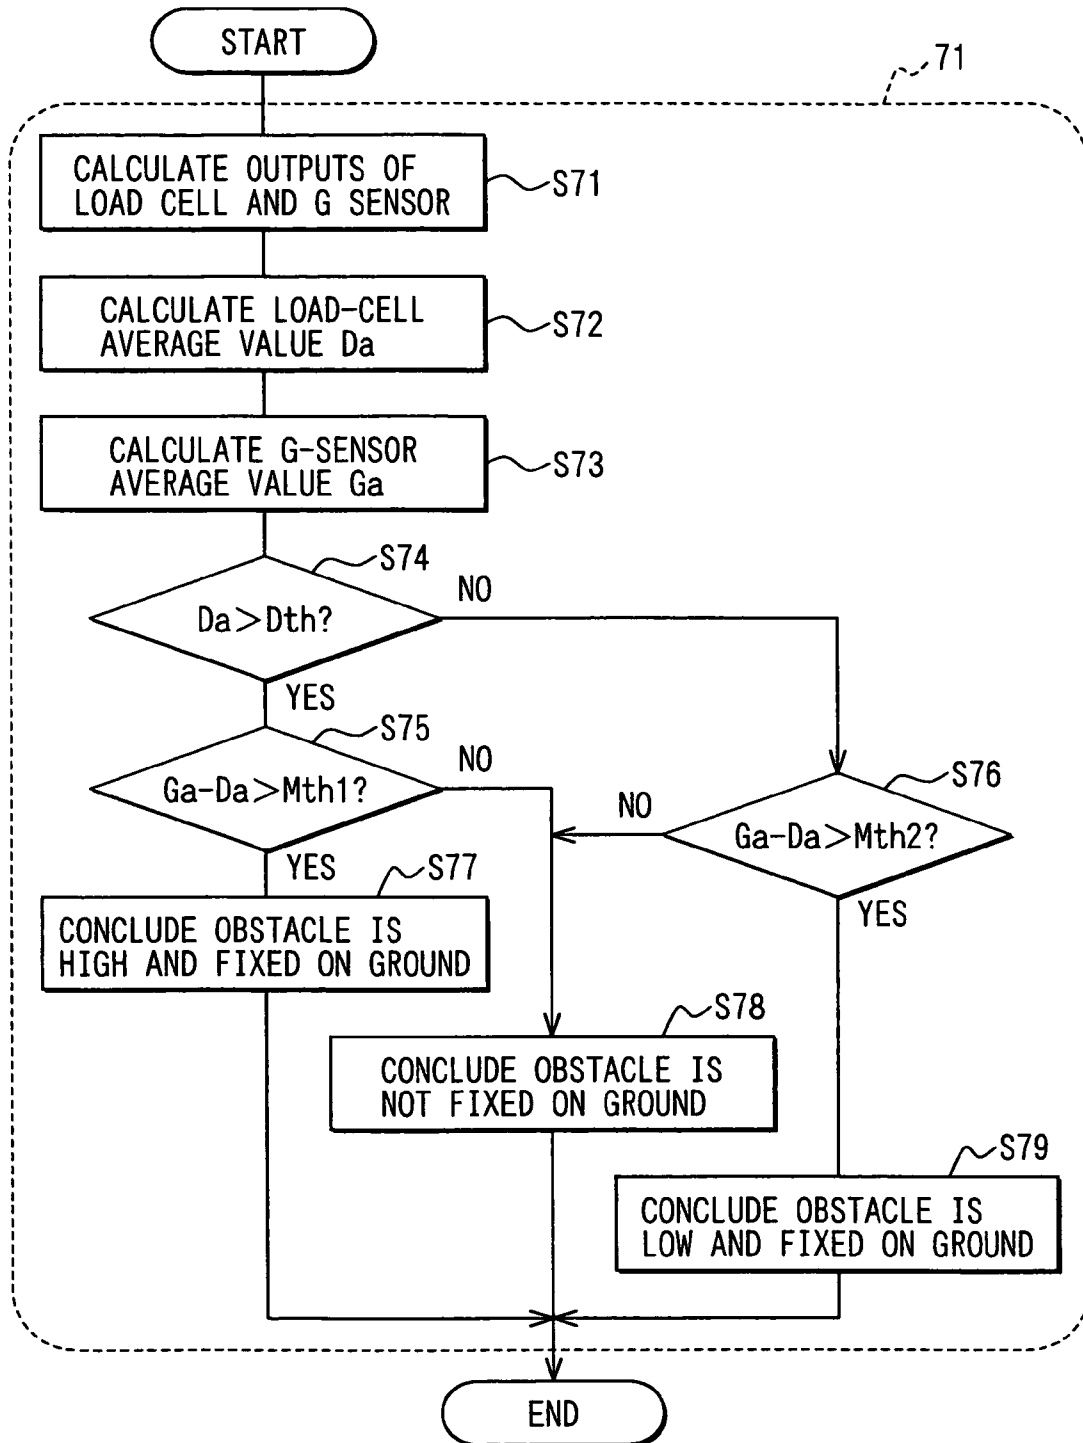 START
71
CALCULATE OUTPUTS OF
LOAD CELL AND G SENSOR
S71
CALCULATE LOAD-CELL
AVERAGE VALUE Da
S72
CALCULATE G-SENSOR
AVERAGE VALUE Ga
S73
S74
Da>Dth?
NO
YES
S75
Ga-Da>Mth1?
NO
YES
S76
Ga-Da>Mth2?
NO
YES
S77
CONCLUDE OBSTACLE IS
HIGH AND FIXED ON GROUND
S78
CONCLUDE OBSTACLE IS
NOT FIXED ON GROUND
S79
CONCLUDE OBSTACLE IS
LOW AND FIXED ON GROUND
END